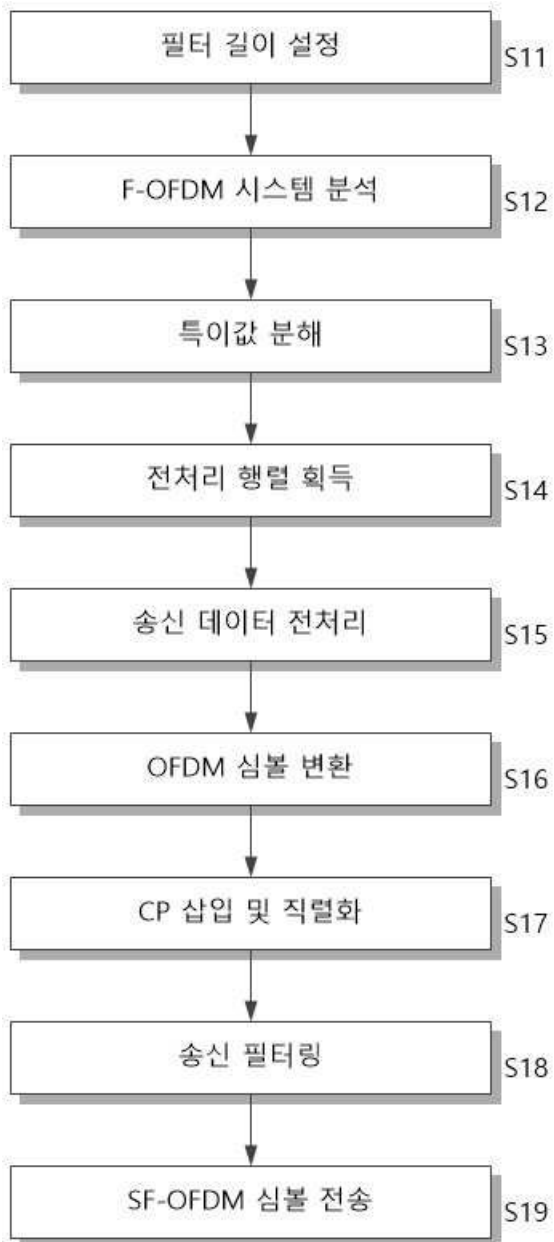 필터 길이 설정
S11
F-OFDM 시스템 분석
S12
특이값 분해
S13
전처리 행렬 획득
S14
송신 데이터 전처리
S15
OFDM 심볼 변환
S16
CP 삽입 및 직렬화
S17
송신 필터링
S18
SF-OFDM 심볼 전송
S19